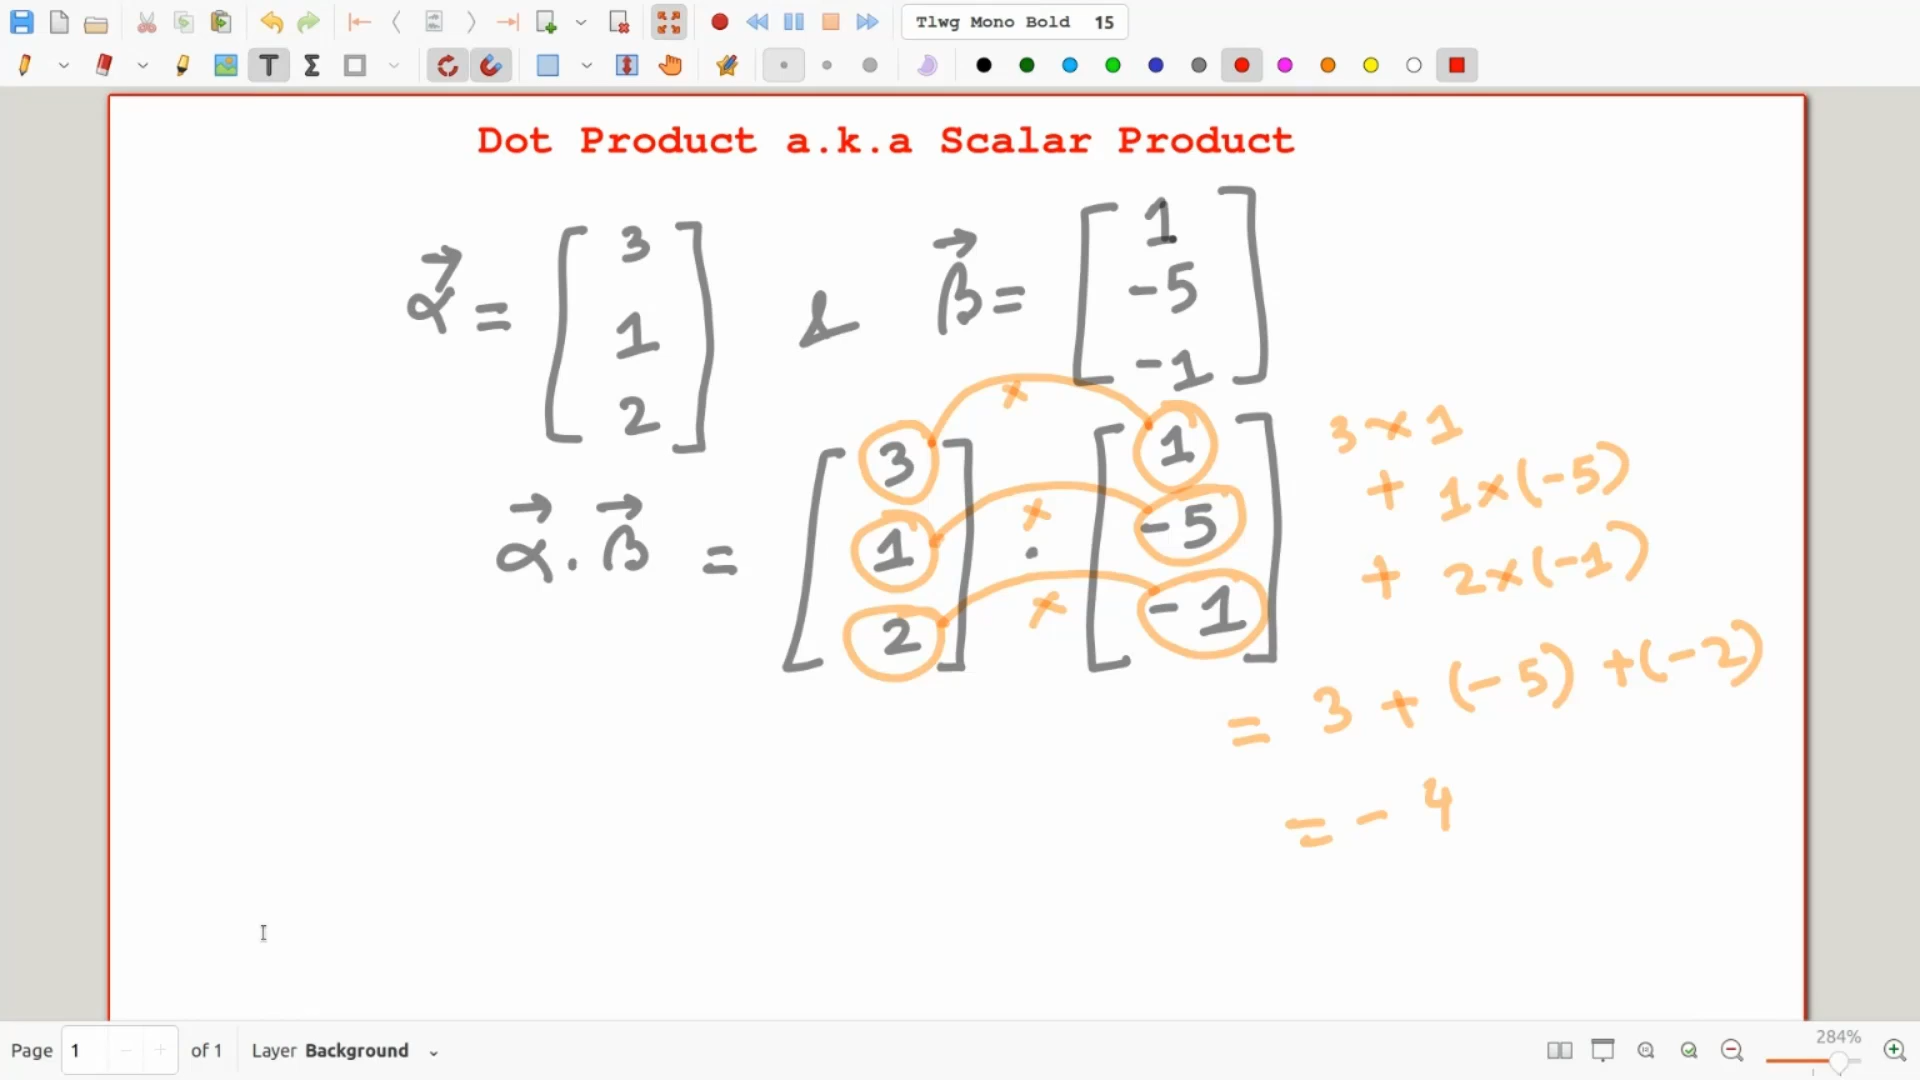 Tlwg Mono Bold 15
T Σ
Dot Product a.k.a Scalar Product
α⃗ = [3 1 2] & β⃗ = [1 -5 -1]
α⃗ . β⃗ = [3 1 2] . [1 -5 -1]
× × ×
3 × 1
+ 1×(-5)
+ 2×(-1)
= 3 + (-5) +(-2)
= - 4
Page 1 of 1 Layer Background 284%